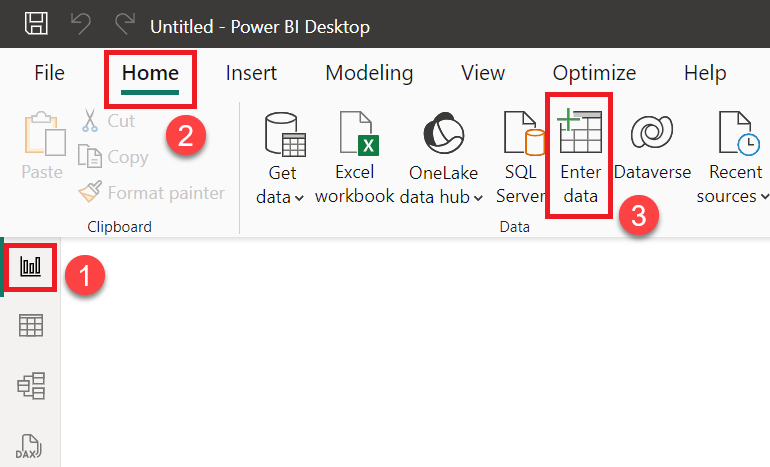 Untitled - Power BI Desktop
File Home Insert Modeling View Optimize Help
2
Paste
Cut
Copy
Format painter
Clipboard
Get
data
Excel
workbook
OneLake
data hub
SQL
Server
Enter
data
Dataverse
Recent
sources
3
Data
1
DAX